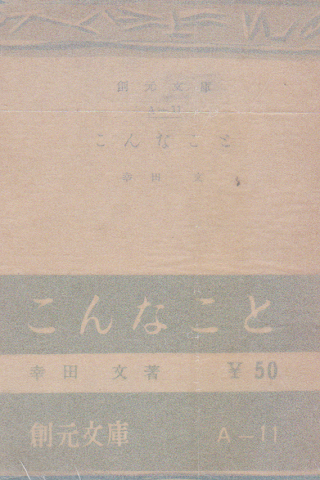 創元文庫
A-11
こんなこと
幸田 文
こんなこと
幸田 文著 ¥50
創元文庫 A-11